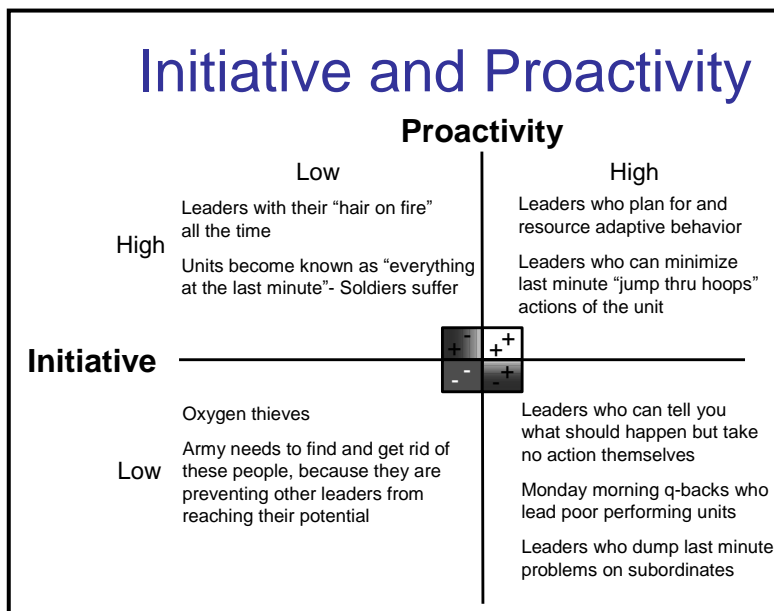 Initiative and Proactivity
Proactivity
Low
High
High
Leaders with their “hair on fire”
all the time
Units become known as “everything
at the last minute”- Soldiers suffer
Leaders who plan for and
resource adaptive behavior
Leaders who can minimize
last minute “jump thru hoops”
actions of the unit
Initiative
+ -
+ +
- -
- +
Low
Oxygen thieves
Army needs to find and get rid of
these people, because they are
preventing other leaders from
reaching their potential
Leaders who can tell you
what should happen but take
no action themselves
Monday morning q-backs who
lead poor performing units
Leaders who dump last minute
problems on subordinates